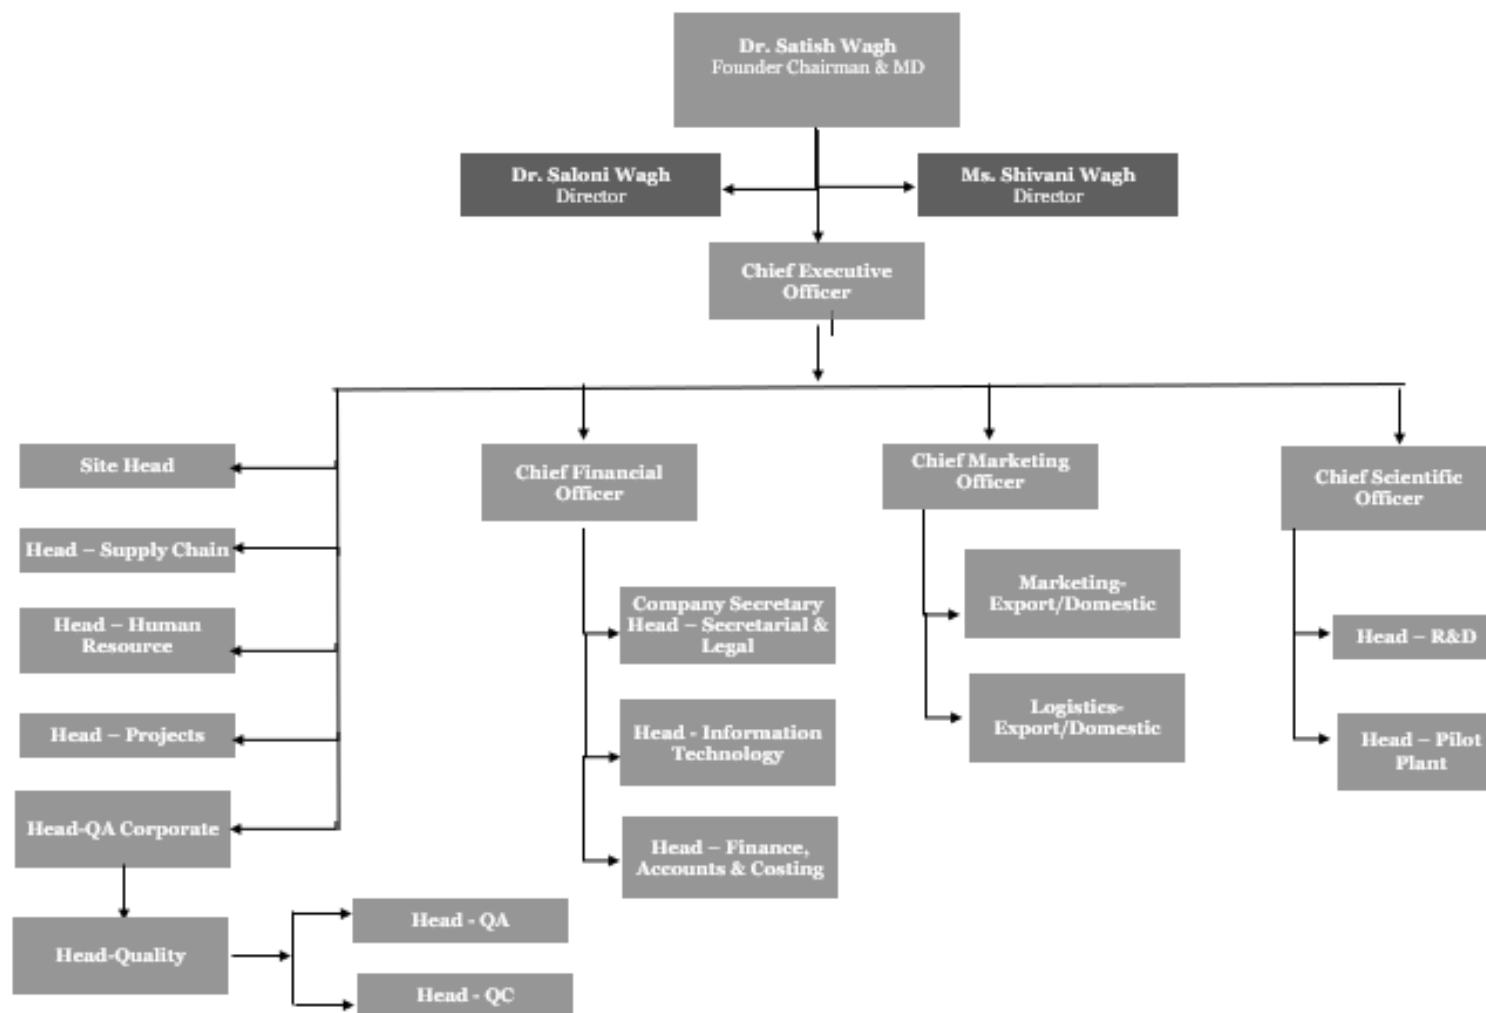 Dr. Satish Wagh
Founder Chairman & MD
Dr. Saloni Wagh
Director
Ms. Shivani Wagh
Director
Chief Executive
Officer
Site Head
Head – Supply Chain
Head – Human
Resource
Head – Projects
Head-QA Corporate
Head-Quality
Head - QA
Head - QC
Chief Financial
Officer
Company Secretary
Head – Secretarial &
Legal
Head - Information
Technology
Head – Finance,
Accounts & Costing
Chief Marketing
Officer
Marketing-
Export/Domestic
Logistics-
Export/Domestic
Chief Scientific
Officer
Head – R&D
Head – Pilot
Plant